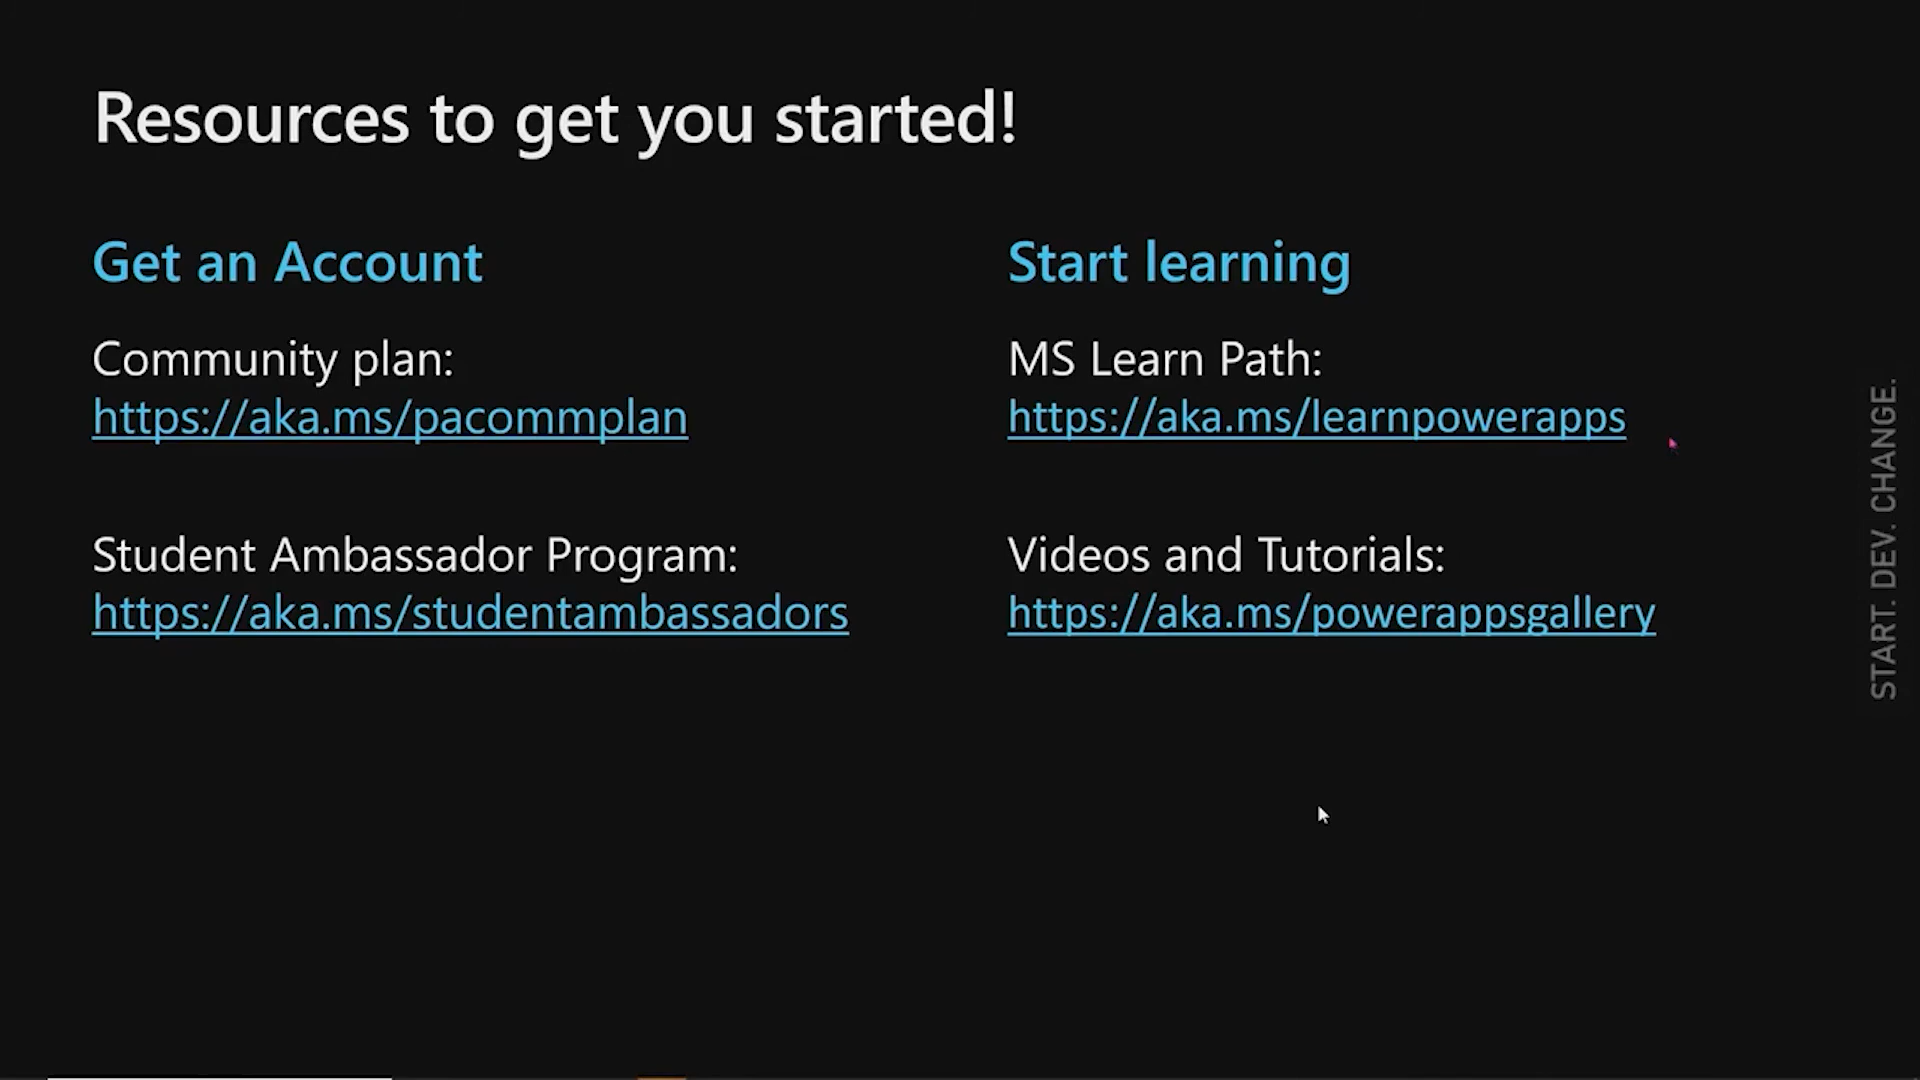 Resources to get you started!
Get an Account
Community plan:
https://aka.ms/pacommplan
Student Ambassador Program:
https://aka.ms/studentambassadors
Start learning
MS Learn Path:
https://aka.ms/learnpowerapps
Videos and Tutorials:
https://aka.ms/powerappsgallery
START. DEV. CHANGE.